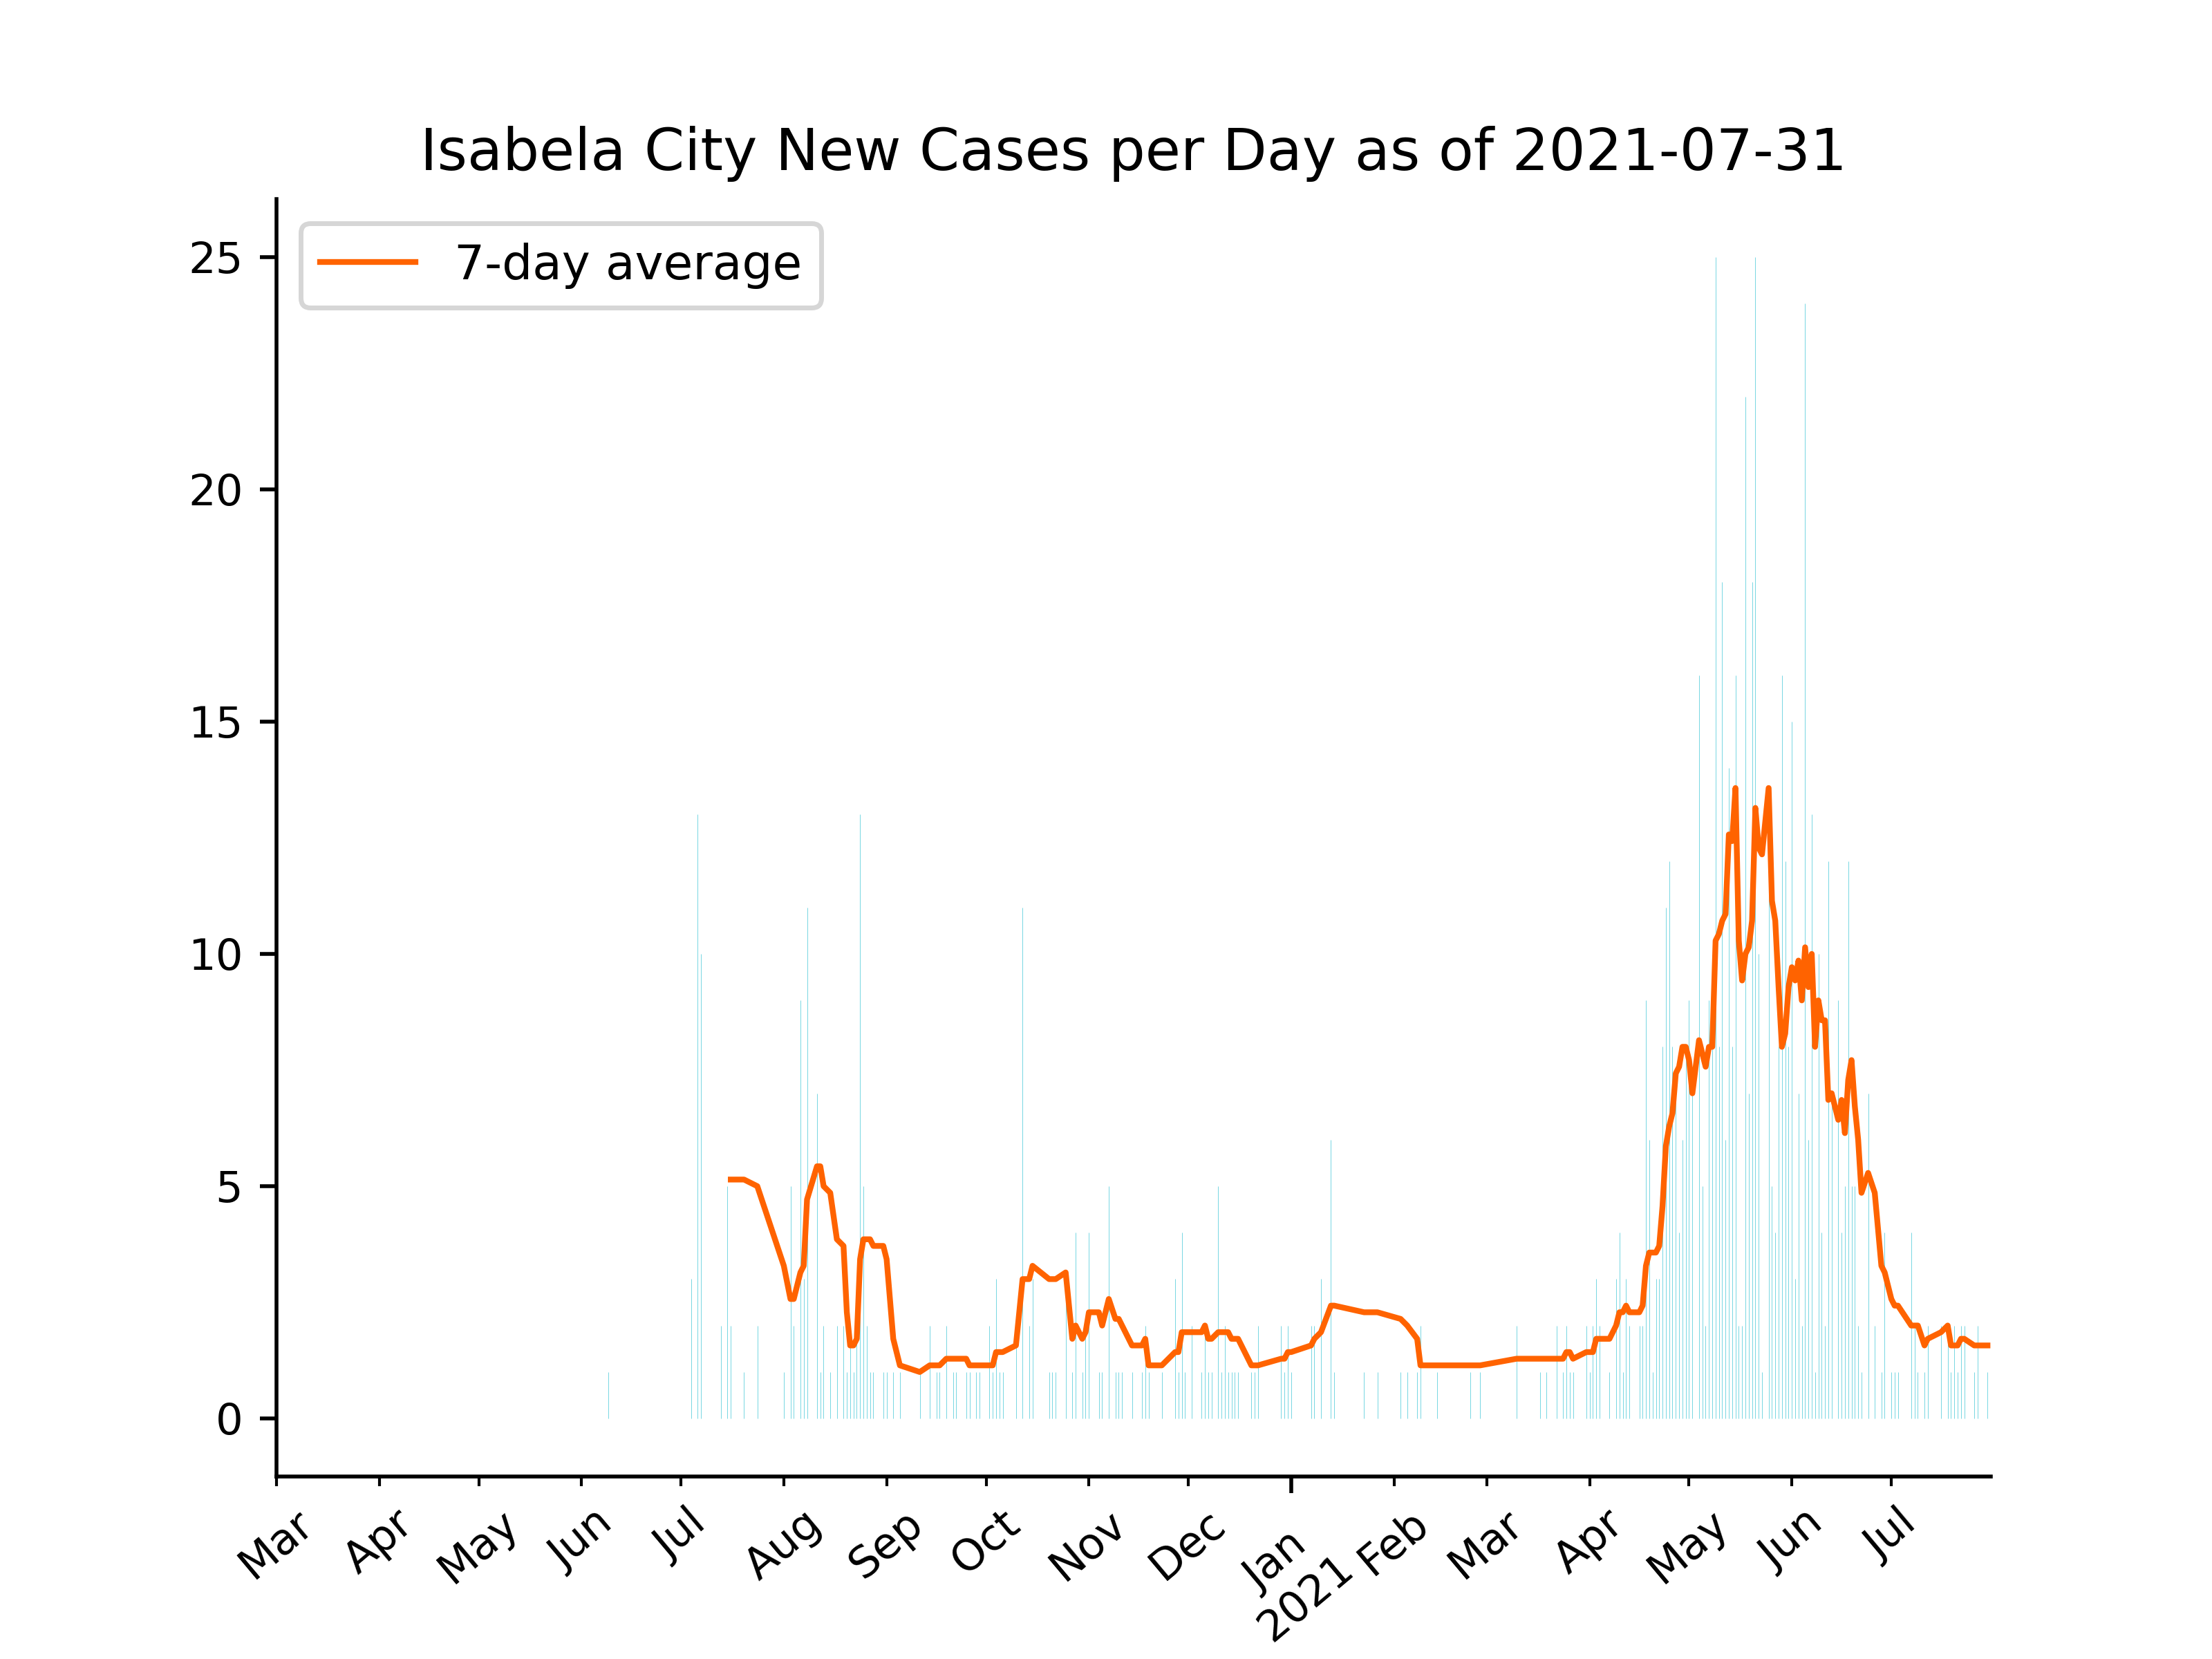 Isabela City New Cases per Day as of 2021-07-31
7-day average
25
20
15
10
5
0
Mar
Apr
May
Jun
Jul
Aug
Sep
Oct
Nov
Dec
Jan
2021
Feb
Mar
Apr
May
Jun
Jul